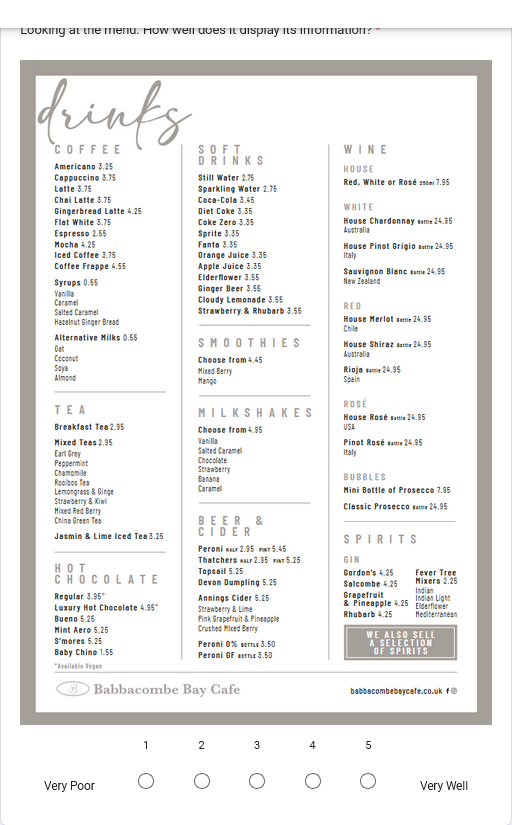 Looking at the menu. How well does it display its information? *
drinks
COFFEE
Americano 3.25
Cappuccino 3.75
Latte 3.75
Chai Latte 3.75
Gingerbread Latte 4.25
Flat White 3.75
Espresso 2.55
Mocha 4.25
Iced Coffee 3.75
Coffee Frappe 4.55
Syrups 0.55
Vanilla
Caramel
Salted Caramel
Hazelnut Ginger Bread
Alternative Milks 0.55
Oat
Coconut
Soya
Almond
TEA
Breakfast Tea 2.95
Mixed Teas 2.95
Earl Grey
Peppermint
Chamomile
Rooibos Tea
Lemongrass & Ginge
Strawberry & Kiwi
Mixed Red Berry
China Green Tea
Jasmin & Lime Iced Tea 3.25
HOT
CHOCOLATE
Regular 3.95*
Luxury Hot Chocolate 4.95*
Bueno 5.25
Mint Aero 5.25
S'mores 5.25
Baby Chino 1.55
*Available Vegan
SOFT
DRINKS
Still Water 2.75
Sparkling Water 2.75
Coca-Cola 3.45
Diet Coke 3.35
Coke Zero 3.35
Sprite 3.35
Fanta 3.35
Orange Juice 3.35
Apple Juice 3.35
Elderflower 3.55
Ginger Beer 3.55
Cloudy Lemonade 3.55
Strawberry & Rhubarb 3.55
SMOOTHIES
Choose from 4.45
Mixed Berry
Mango
MILKSHAKES
Choose from 4.95
Vanilla
Salted Caramel
Chocolate
Strawberry
Banana
Caramel
BEER &
CIDER
Peroni HALF 2.95 PINT 5.45
Thatchers HALF 2.95 PINT 5.25
Topsail 5.25
Devon Dumpling 5.25
Annings Cider 5.25
Strawberry & Lime
Pink Grapefruit & Pineapple
Crushed Mixed Berry
Peroni 0% BOTTLE 3.50
Peroni GF BOTTLE 3.50
WINE
HOUSE
Red, White or Rosé 250ml 7.95
WHITE
House Chardonnay Bottle 24.95
Australia
House Pinot Grigio Bottle 24.95
Italy
Sauvignon Blanc Bottle 24.95
New Zealand
RED
House Merlot Bottle 24.95
Chile
House Shiraz Bottle 24.95
Australia
Rioja Bottle 24.95
Spain
ROSÉ
House Rosé Bottle 24.95
USA
Pinot Rosé Bottle 24.95
Italy
BUBBLES
Mini Bottle of Prosecco 7.95
Classic Prosecco Bottle 24.95
SPIRITS
GIN
Gordon's 4.25
Salcombe 4.25
Grapefruit
& Pineapple 4.25
Rhubarb 4.25
Fever Tree
Mixers 2.25
Indian
Indian Light
Elderflower
Mediterranean
WE ALSO SELL
A SELECTION
OF SPIRITS
B Babbacombe Bay Cafe
babbacombebaycafe.co.uk f
1 2 3 4 5
Very Poor Very Well